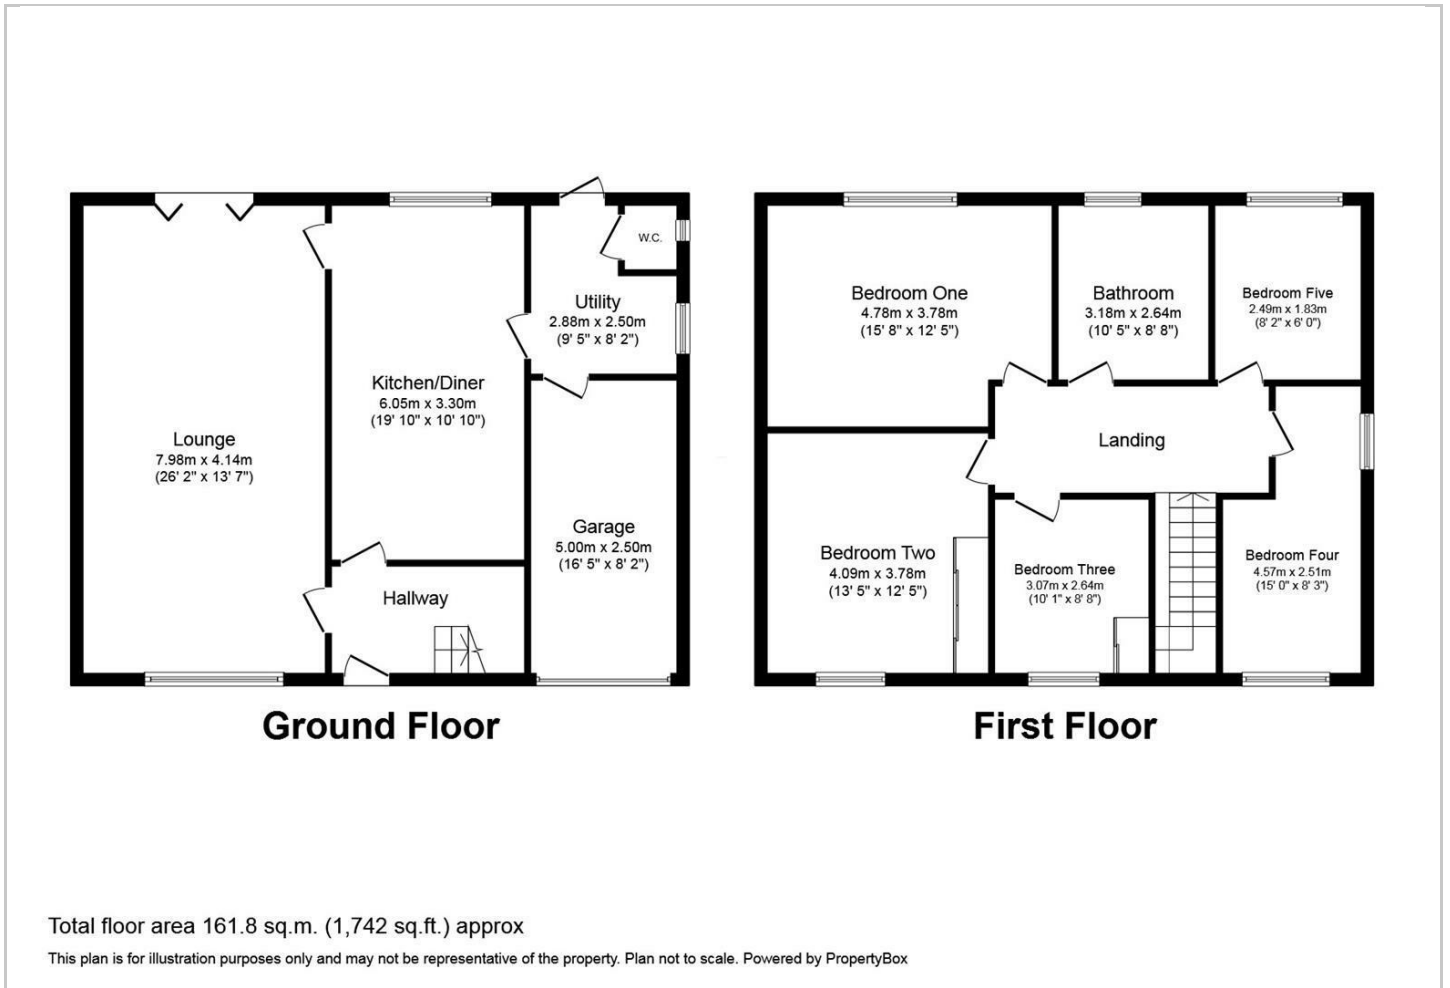 Lounge
7.98m x 4.14m
(26' 2" x 13' 7")
Kitchen/Diner
6.05m x 3.30m
(19' 10" x 10' 10")
W.C.
Utility
2.88m x 2.50m
(9' 5" x 8' 2")
Garage
5.00m x 2.50m
(16' 5" x 8' 2")
Hallway
Ground Floor
Bedroom One
4.78m x 3.78m
(15' 8" x 12' 5")
Bathroom
3.18m x 2.64m
(10' 5" x 8' 8")
Bedroom Five
2.49m x 1.83m
(8' 2" x 6' 0")
Landing
Bedroom Two
4.09m x 3.78m
(13' 5" x 12' 5")
Bedroom Three
3.07m x 2.64m
(10' 1" x 8' 8")
Bedroom Four
4.57m x 2.51m
(15' 0" x 8' 3")
First Floor
Total floor area 161.8 sq.m. (1,742 sq.ft.) approx
This plan is for illustration purposes only and may not be representative of the property. Plan not to scale. Powered by PropertyBox